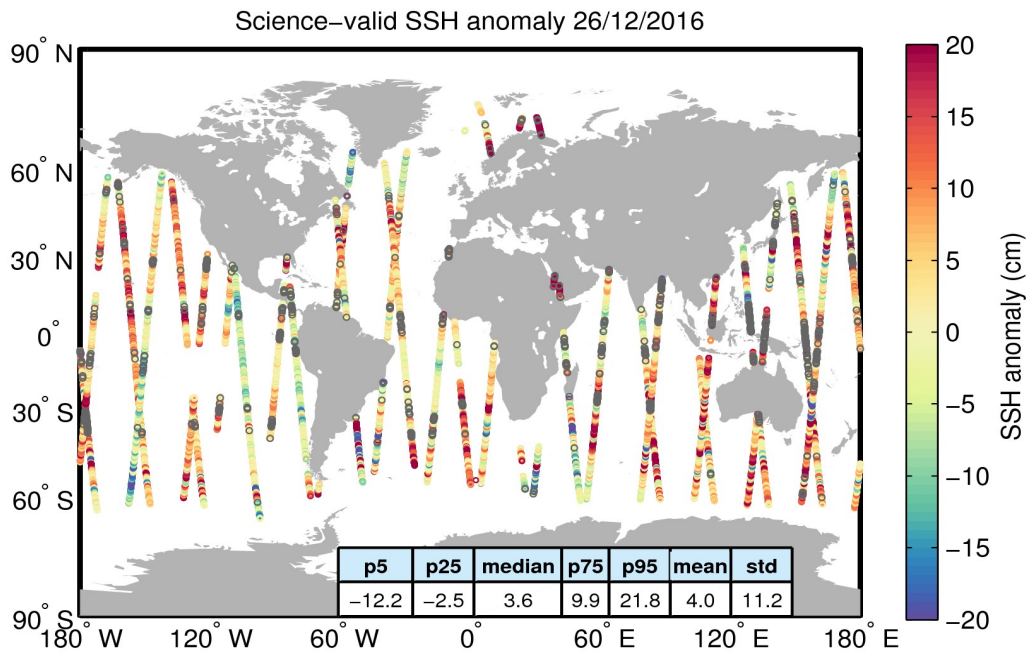 Science−valid SSH anomaly 26/12/2016
90° N
60° N
30° N
0°
30° S
60° S
90° S
180° W
120° W
60° W
0°
60° E
120° E
180° E
p5 p25 median p75 p95 mean std
−12.2 −2.5 3.6 9.9 21.8 4.0 11.2
20
15
10
5
0
−5
−10
−15
−20
SSH anomaly (cm)